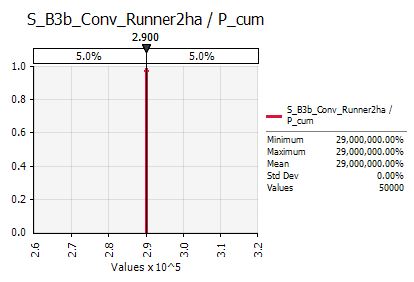 S_B3b_Conv_Runner2ha / P_cum
2.900
5.0% 5.0%
1.0
0.8
0.6
0.4
0.2
0.0
2.6 2.7 2.8 2.9 3.0 3.1 3.2
Values x 10^5
S_B3b_Conv_Runner2ha /
P_cum
Minimum 29,000,000.00%
Maximum 29,000,000.00%
Mean 29,000,000.00%
Std Dev 0.00%
Values 50000